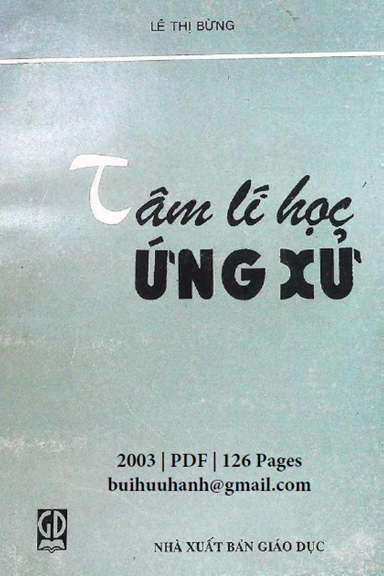 LÊ THỊ BỪNG
Tâm lí học
ỨNG XỬ
2003 | PDF | 126 Pages
buihuuhanh@gmail.com
GD
NHÀ XUẤT BẢN GIÁO DỤC